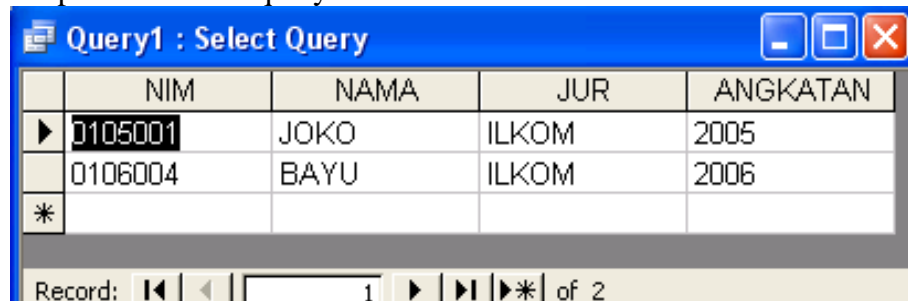 Query1 : Select Query
NIM NAMA JUR ANGKATAN
0105001 JOKO ILKOM 2005
0106004 BAYU ILKOM 2006
Record: 1 of 2